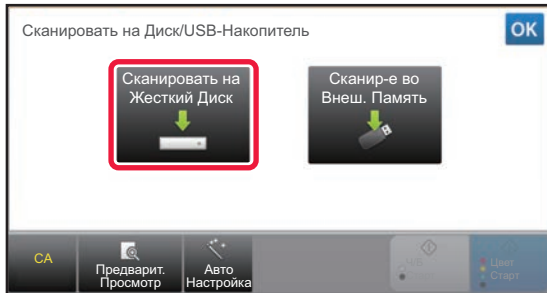 Сканировать на Диск/USB-Накопитель
OK
Сканировать на
Жесткий Диск
Сканир-е во
Внеш. Память
CA
Предварит.
Просмотр
Авто
Настройка
Ч/Б
Цвет
Старт